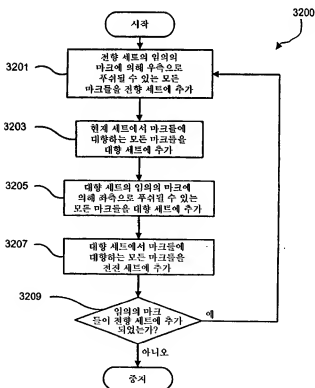 시작
3200
3201
전향 세트의 임의의
마크에 의해 우측으로
푸쉬될 수 있는 모든
마크들을 전향 세트에 추가
3203
현재 세트에서 마크들에
대향하는 모든 마크들을
대향 세트에 추가
3205
대향 세트의 임의의 마크에
의해 좌측으로 푸쉬될 수 있는
모든 마크들을 대향 세트에 추가
3207
대향 세트에서 마크들에
대향하는 모든 마크들을
전진 세트에 추가
3209
임의의 마크
들이 전향 세트에 추가
되었는가?
예
아니오
중지